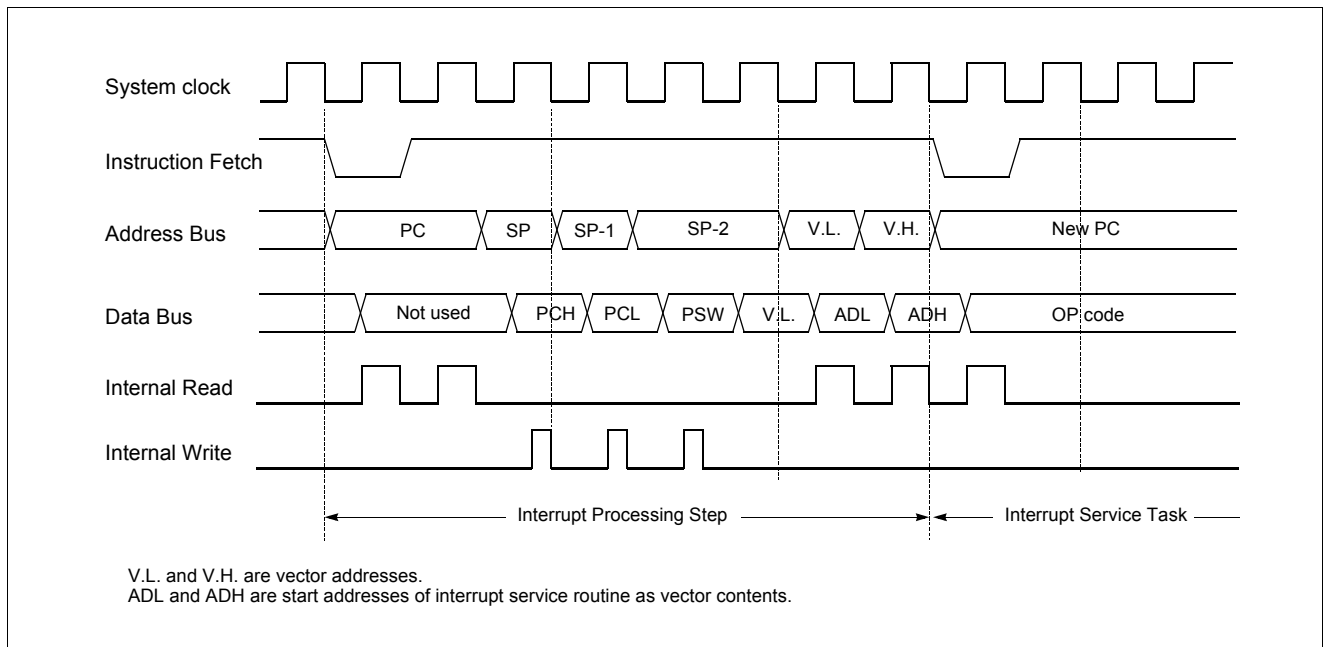 System clock
Instruction Fetch
Address Bus PC SP SP-1 SP-2 V.L. V.H. New PC
Data Bus Not used PCH PCL PSW V.L. ADL ADH OP code
Internal Read
Internal Write
Interrupt Processing Step Interrupt Service Task
V.L. and V.H. are vector addresses.
ADL and ADH are start addresses of interrupt service routine as vector contents.